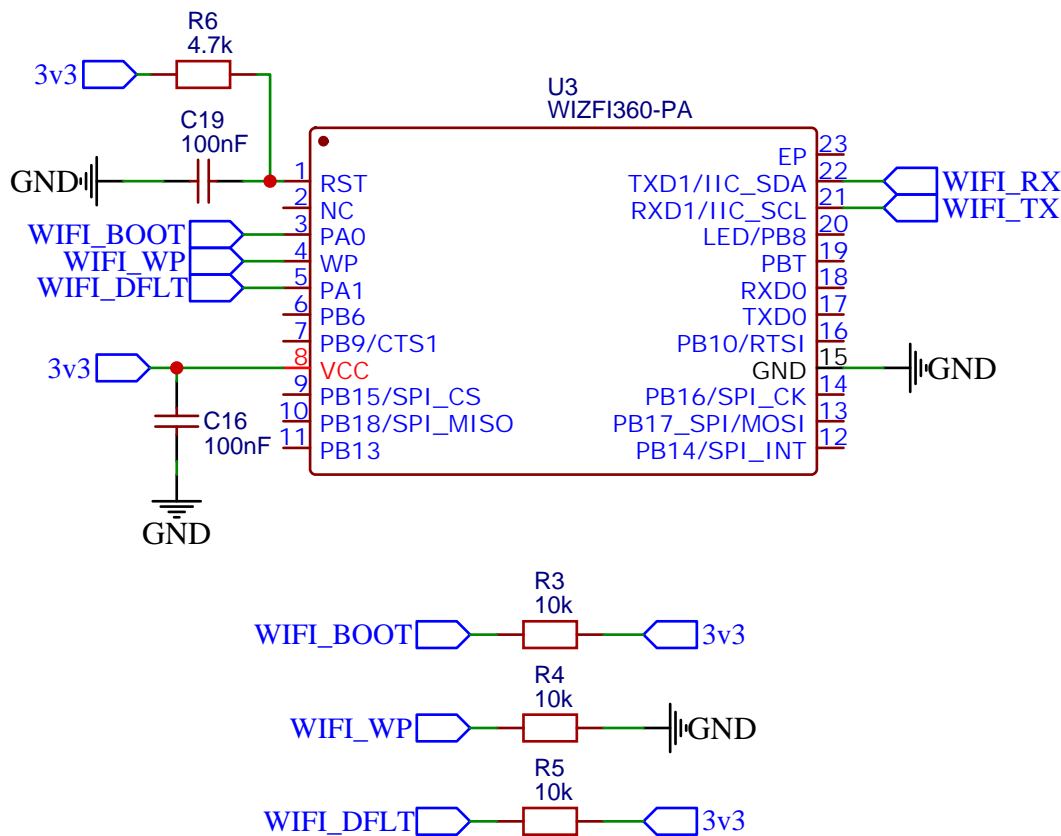 R6
4.7k
3v3
C19
100nF
GND
U3
WIZFI360-PA
1 RST
2 NC
3 PA0
4 WP
5 PA1
6 PB6
7 PB9/CTS1
8 VCC
9 PB15/SPI_CS
10 PB18/SPI_MISO
11 PB13
EP 23
TXD1/IIC_SDA 22
RXD1/IIC_SCL 21
LED/PB8 20
PBT 19
RXD0 18
TXD0 17
PB10/RTSI 16
GND 15
PB16/SPI_CK 14
PB17_SPI/MOSI 13
PB14/SPI_INT 12
WIFI_BOOT
WIFI_WP
WIFI_DFLT
3v3
C16
100nF
GND
WIFI_RX
WIFI_TX
GND
R3
10k
WIFI_BOOT 3v3
R4
10k
WIFI_WP GND
R5
10k
WIFI_DFLT 3v3